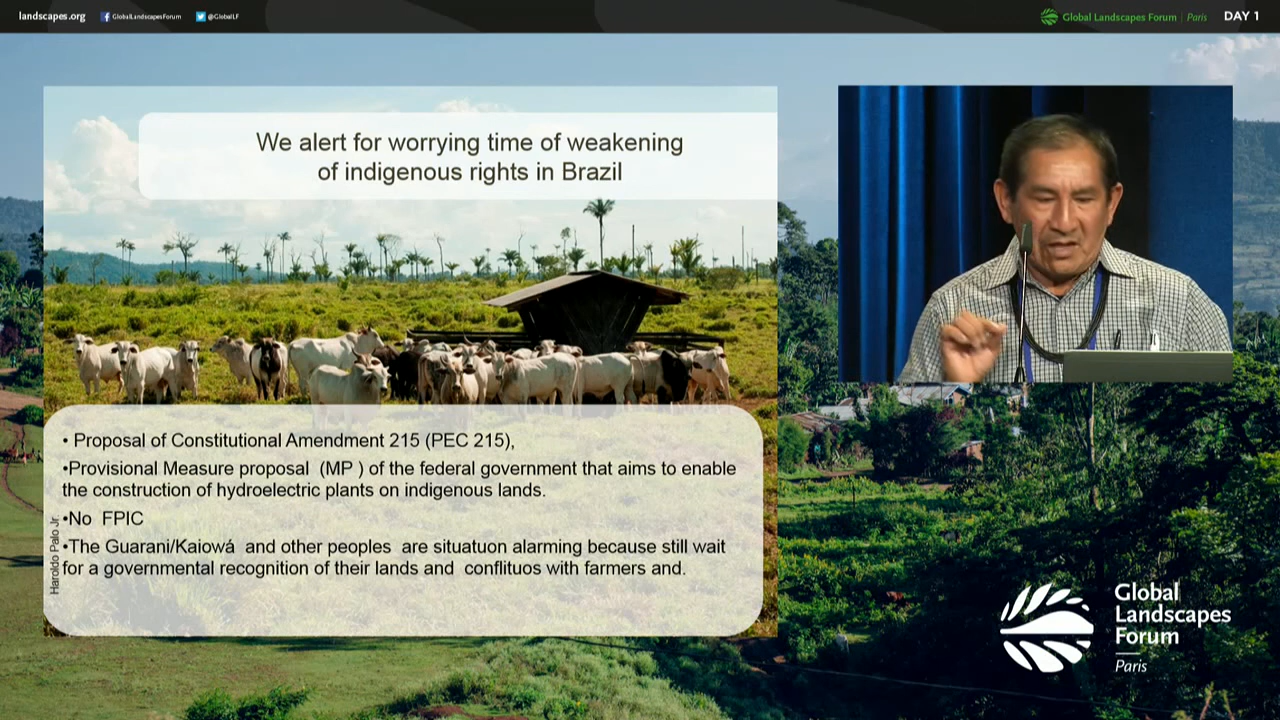 landscapes.org GlobalLandscapesForum @GlobalLF Global Landscapes Forum | Paris DAY 1
We alert for worrying time of weakening
of indigenous rights in Brazil
• Proposal of Constitutional Amendment 215 (PEC 215),
•Provisional Measure proposal (MP ) of the federal government that aims to enable
the construction of hydroelectric plants on indigenous lands.
•No FPIC
•The Guarani/Kaiowá and other peoples are situatuon alarming because still wait
for a governmental recognition of their lands and conflituos with farmers and.
Haroldo Palo Jr
Global
Landscapes
Forum
Paris